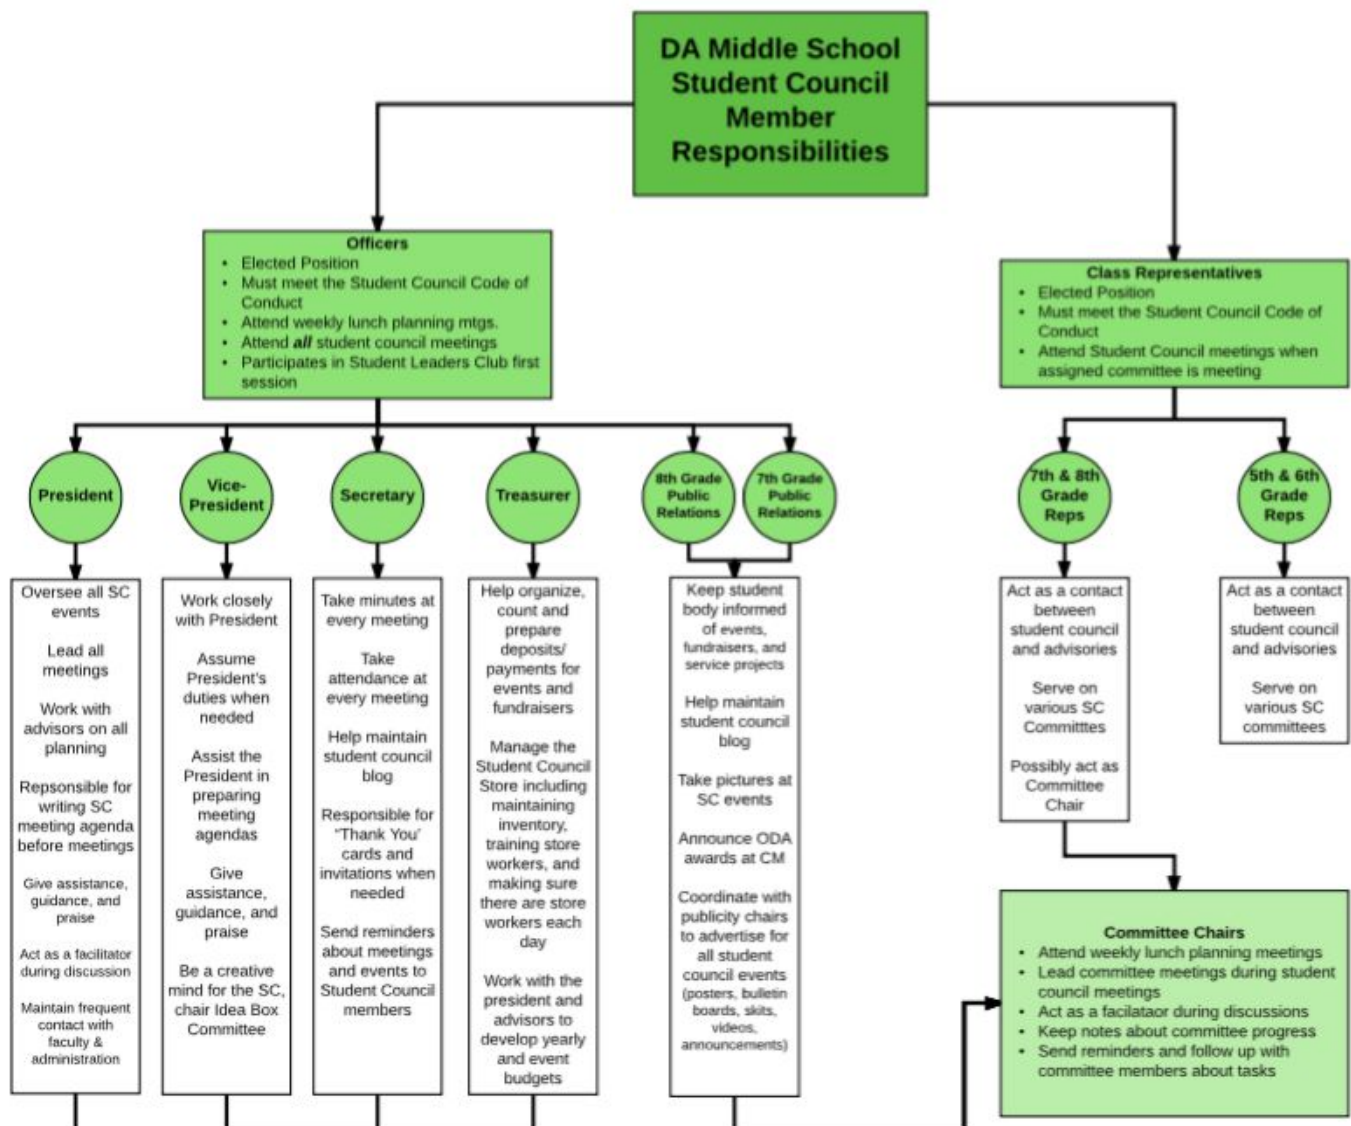 DA Middle School
Student Council
Member
Responsibilities
Officers
• Elected Position
• Must meet the Student Council Code of
Conduct
• Attend weekly lunch planning mtgs.
• Attend all student council meetings
• Participates in Student Leaders Club first
session
Class Representatives
• Elected Position
• Must meet the Student Council Code of
Conduct
• Attend Student Council meetings when
assigned committee is meeting
President
Vice-
President
Secretary
Treasurer
8th Grade
Public
Relations
7th Grade
Public
Relations
7th & 8th
Grade
Reps
5th & 6th
Grade
Reps
Oversee all SC
events
Lead all
meetings
Work with
advisors on all
planning
Repsonsible for
writing SC
meeting agenda
before meetings
Give assistance,
guidance, and
praise
Act as a facilitator
during discussion
Maintain frequent
contact with
faculty &
administration
Work closely
with President
Assume
President's
duties when
needed
Assist the
President in
preparing
meeting
agendas
Give
assistance,
guidance, and
praise
Be a creative
mind for the SC,
chair Idea Box
Committee
Take minutes at
every meeting
Take
attendance at
every meeting
Help maintain
student council
blog
Responsible for
"Thank You'
cards and
invitations when
needed
Send reminders
about meetings
and events to
Student Council
members
Help organize,
count and
prepare
deposits/
payments for
events and
fundraisers
Manage the
Student Council
Store including
maintaining
inventory,
training store
workers, and
making sure
there are store
workers each
day
Work with the
president and
advisors to
develop yearly
and event
budgets
Keep student
body informed
of events,
fundraisers, and
service projects
Help maintain
student council
blog
Take pictures at
SC events
Announce ODA
awards at CM
Coordinate with
publicity chairs
to advertise for
all student
council events
(posters, bulletin
boards, skits,
videos,
announcements)
Act as a contact
between
student council
and advisories
Serve on
various SC
Committtes
Possibly act as
Committee
Chair
Act as a contact
between
student council
and advisories
Serve on
various SC
committees
Committee Chairs
• Attend weekly lunch planning meetings
• Lead committee meetings during student
council meetings
• Act as a facilataor during discussions
• Keep notes about committee progress
• Send reminders and follow up with
committee members about tasks